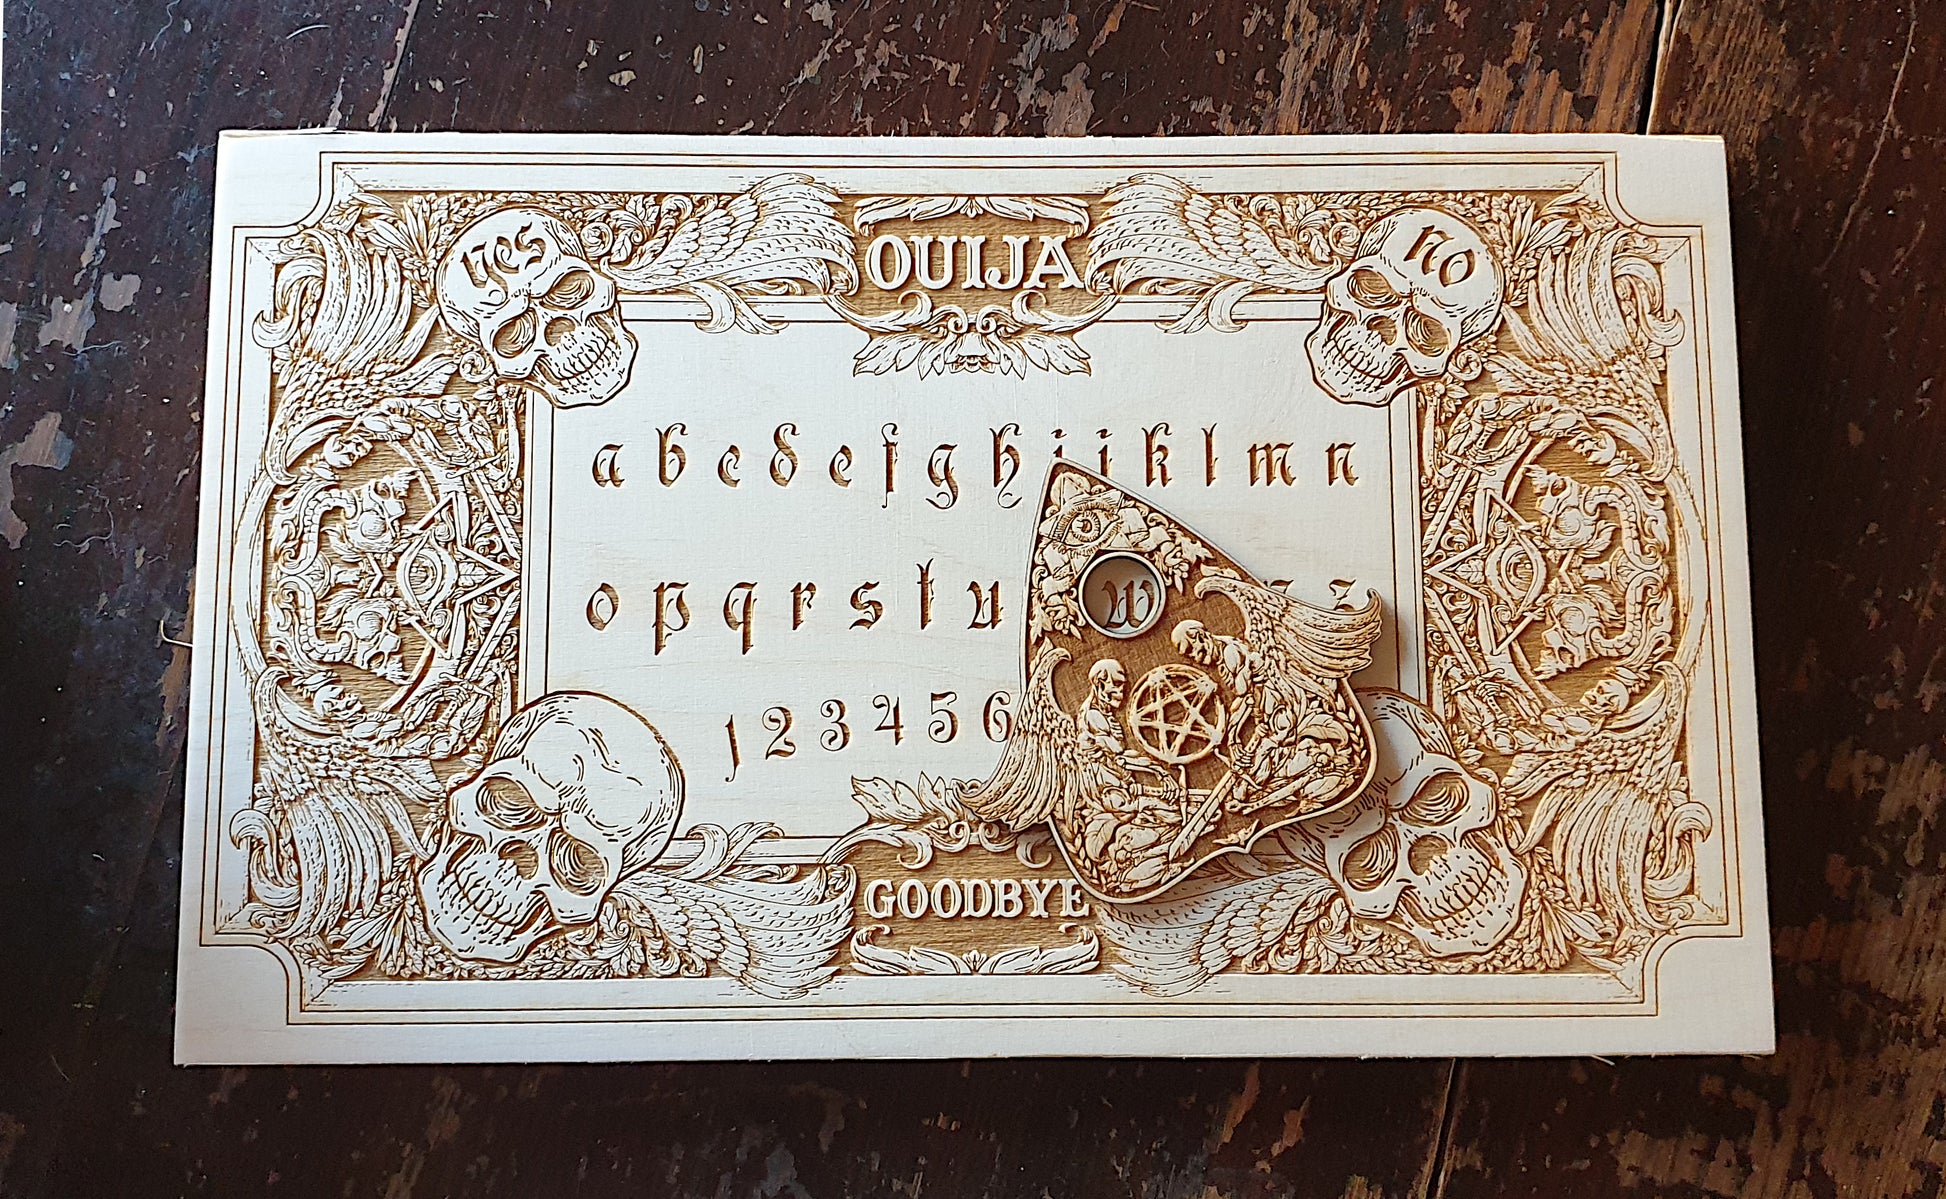 yes OUIJA no
a b c d e f g h i j k l m n
o p q r s t u w z
1 2 3 4 5 6
GOODBYE